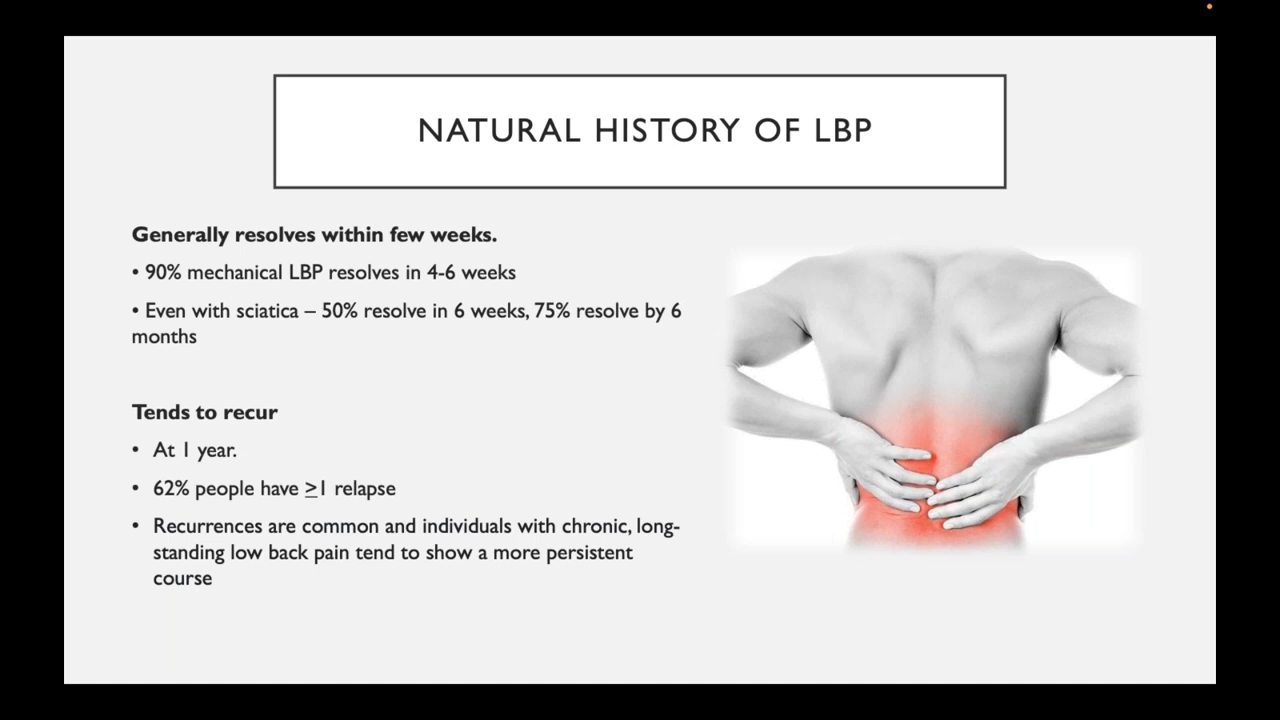 NATURAL HISTORY OF LBP
Generally resolves within few weeks.
• 90% mechanical LBP resolves in 4-6 weeks
• Even with sciatica – 50% resolve in 6 weeks, 75% resolve by 6
months
Tends to recur
• At 1 year.
• 62% people have ≥1 relapse
• Recurrences are common and individuals with chronic, long-
standing low back pain tend to show a more persistent
course